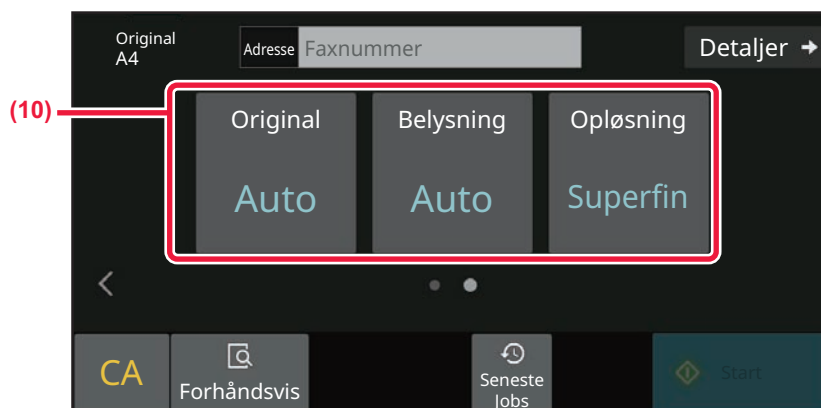 Original
A4
Adresse Faxnummer
Detaljer
(10)
Original Belysning Opløsning
Auto Auto Superfin
CA
Forhåndsvis
Seneste
Jobs
Start